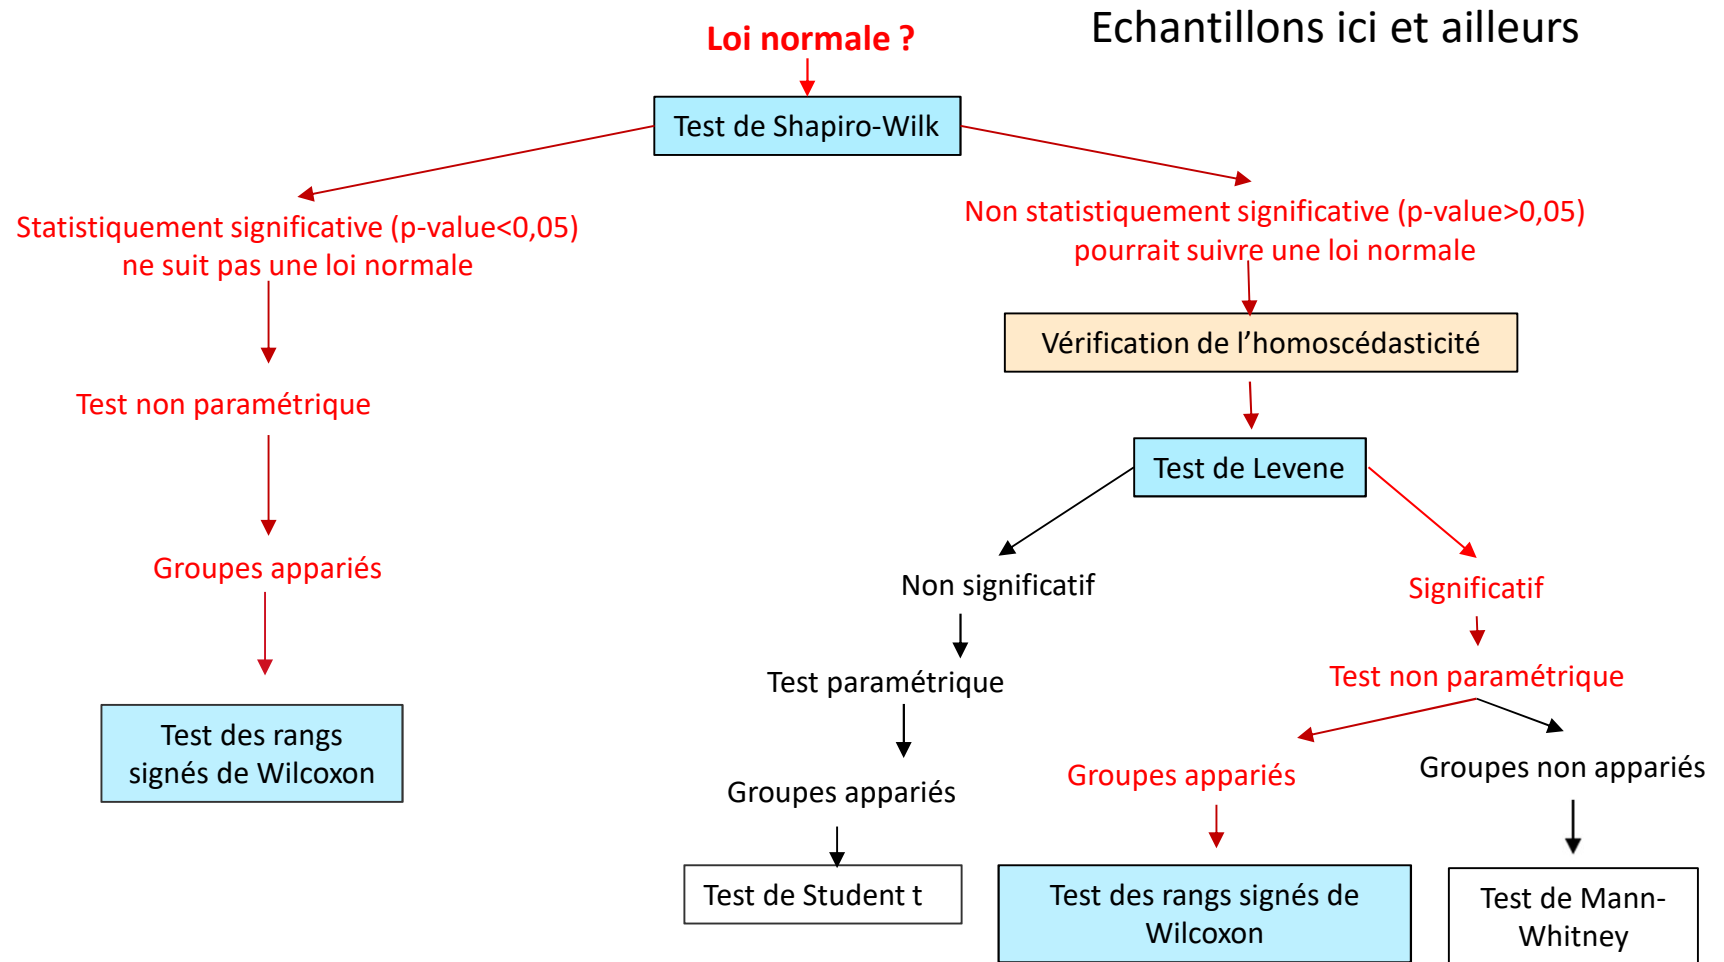 Echantillons ici et ailleurs
Loi normale ?
Test de Shapiro-Wilk
Statistiquement significative (p-value<0,05)
ne suit pas une loi normale
Non statistiquement significative (p-value>0,05)
pourrait suivre une loi normale
Vérification de l’homoscédasticité
Test non paramétrique
Test de Levene
Groupes appariés
Non significatif
Significatif
Test paramétrique
Test non paramétrique
Test des rangs
signés de Wilcoxon
Groupes appariés
Groupes appariés
Groupes non appariés
Test de Student t
Test des rangs signés de
Wilcoxon
Test de Mann-
Whitney